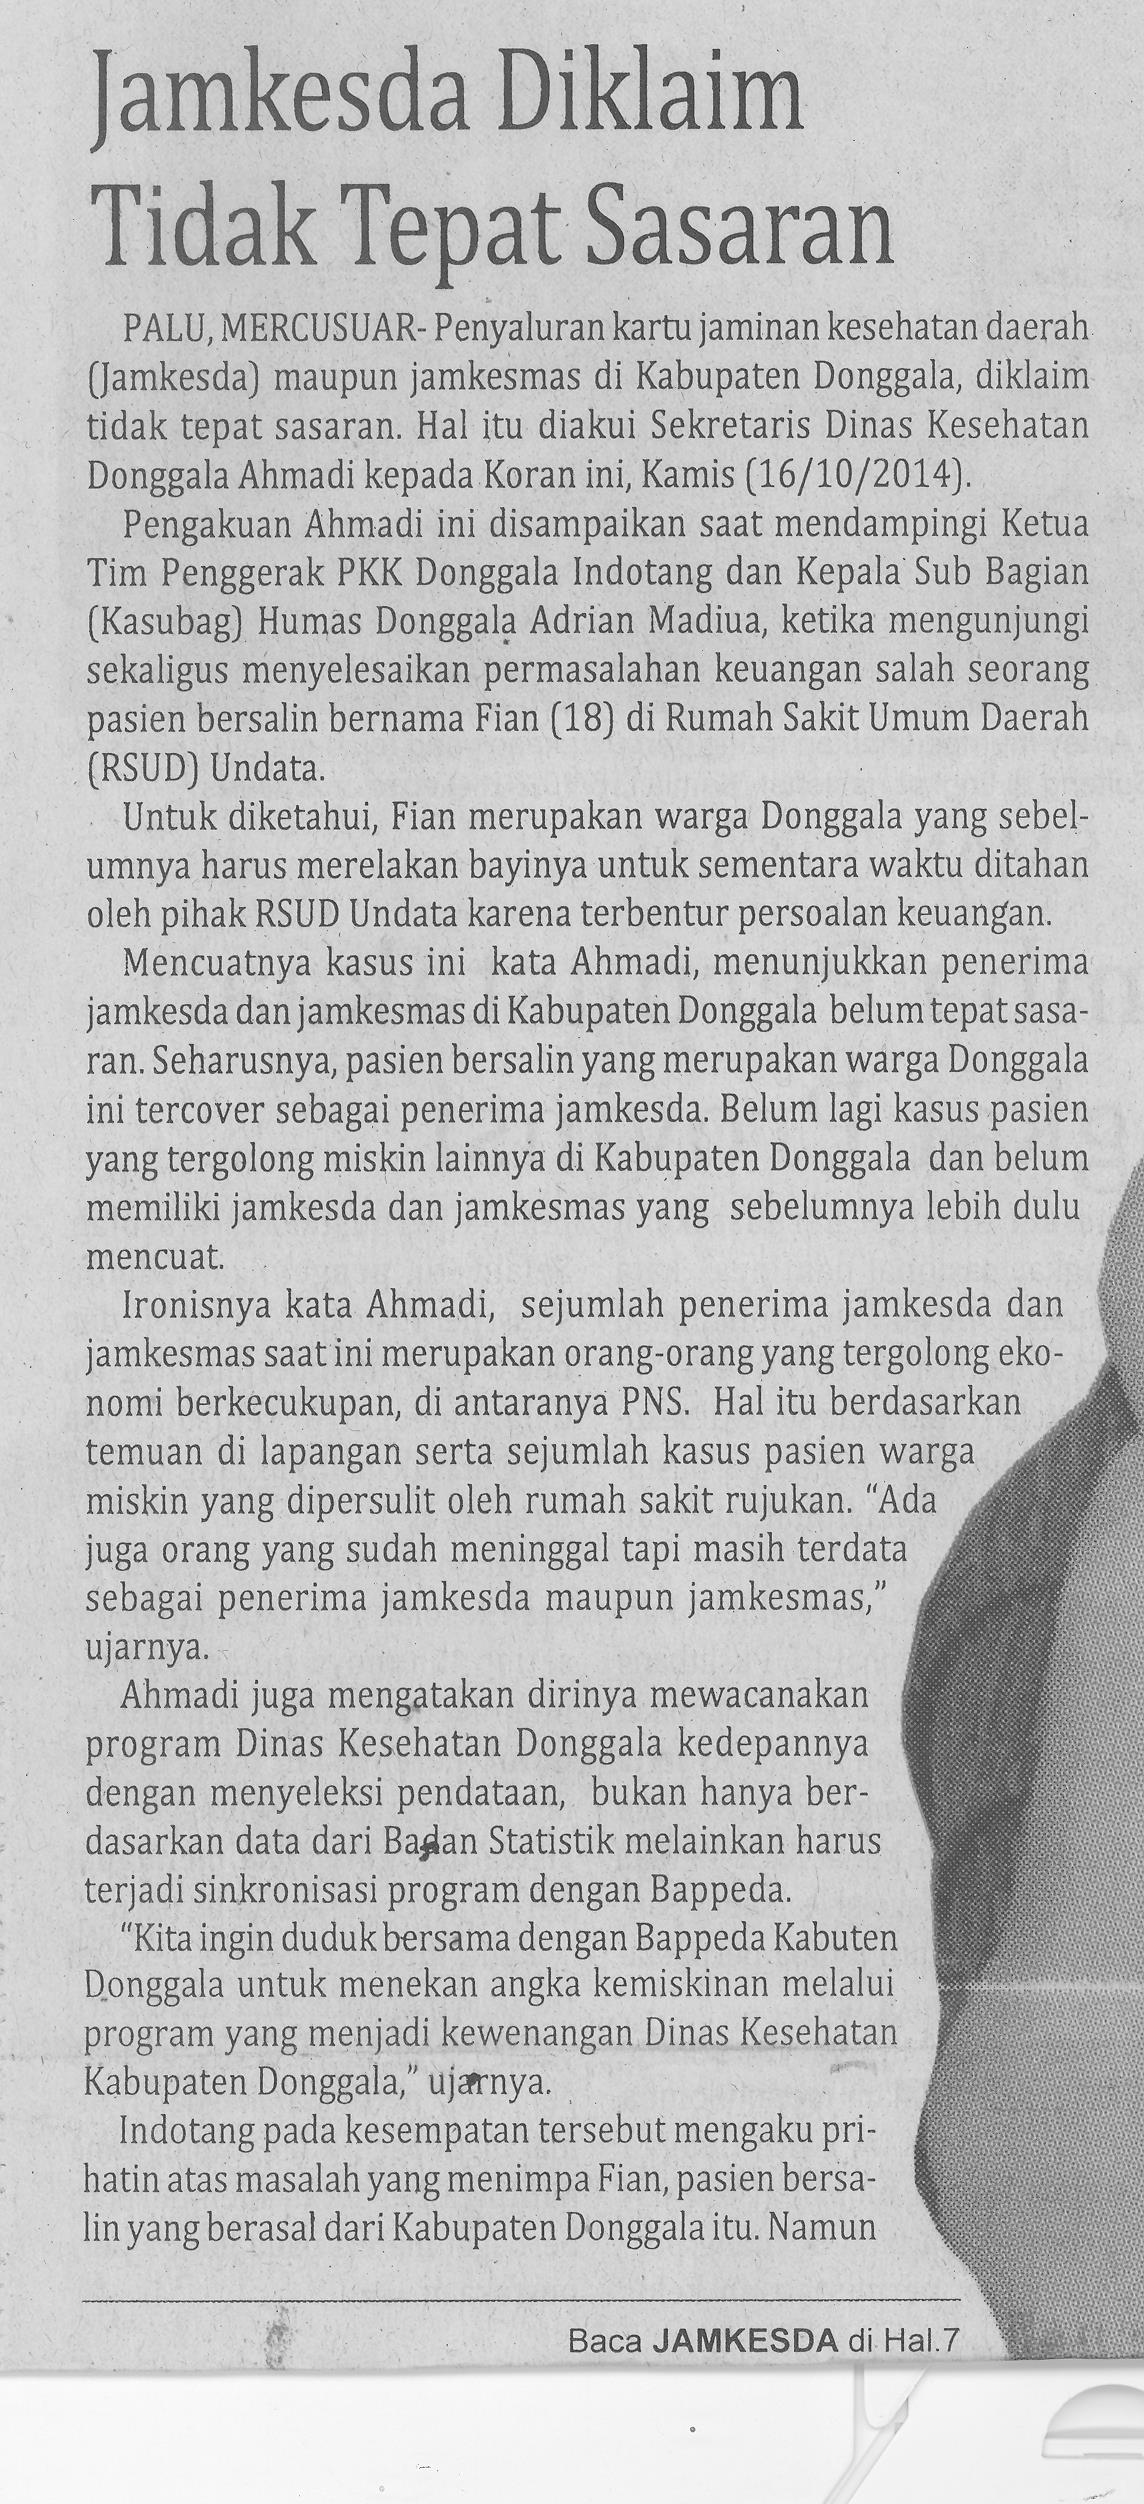 Jamkesda Diklaim
Tidak Tepat Sasaran
PALU, MERCUSUAR- Penyaluran kartu jaminan kesehatan daerah
(Jamkesda) maupun jamkesmas di Kabupaten Donggala, diklaim
tidak tepat sasaran. Hal itu diakui Sekretaris Dinas Kesehatan
Donggala Ahmadi kepada Koran ini, Kamis (16/10/2014).
Pengakuan Ahmadi ini disampaikan saat mendampingi Ketua
Tim Penggerak PKK Donggala Indotang dan Kepala Sub Bagian
(Kasubag) Humas Donggala Adrian Madiua, ketika mengunjungi
sekaligus menyelesaikan permasalahan keuangan salah seorang
pasien bersalin bernama Fian (18) di Rumah Sakit Umum Daerah
(RSUD) Undata.
Untuk diketahui, Fian merupakan warga Donggala yang sebel-
umnya harus merelakan bayinya untuk sementara waktu ditahan
oleh pihak RSUD Undata karena terbentur persoalan keuangan.
Mencuatnya kasus ini kata Ahmadi, menunjukkan penerima
jamkesda dan jamkesmas di Kabupaten Donggala belum tepat sasa-
ran. Seharusnya, pasien bersalin yang merupakan warga Donggala
ini tercover sebagai penerima jamkesda. Belum lagi kasus pasien
yang tergolong miskin lainnya di Kabupaten Donggala dan belum
memiliki jamkesda dan jamkesmas yang sebelumnya lebih dulu
mencuat.
Ironisnya kata Ahmadi, sejumlah penerima jamkesda dan
jamkesmas saat ini merupakan orang-orang yang tergolong eko-
nomi berkecukupan, di antaranya PNS. Hal itu berdasarkan
temuan di lapangan serta sejumlah kasus pasien warga
miskin yang dipersulit oleh rumah sakit rujukan. “Ada
juga orang yang sudah meninggal tapi masih terdata
sebagai penerima jamkesda maupun jamkesmas,”
ujarnya.
Ahmadi juga mengatakan dirinya mewacanakan
program Dinas Kesehatan Donggala kedepannya
dengan menyeleksi pendataan, bukan hanya ber-
dasarkan data dari Badan Statistik melainkan harus
terjadi sinkronisasi program dengan Bappeda.
“Kita ingin duduk bersama dengan Bappeda Kabuten
Donggala untuk menekan angka kemiskinan melalui
program yang menjadi kewenangan Dinas Kesehatan
Kabupaten Donggala,” ujarnya.
Indotang pada kesempatan tersebut mengaku pri-
hatin atas masalah yang menimpa Fian, pasien bersa-
lin yang berasal dari Kabupaten Donggala itu. Namun
Baca JAMKESDA di Hal.7